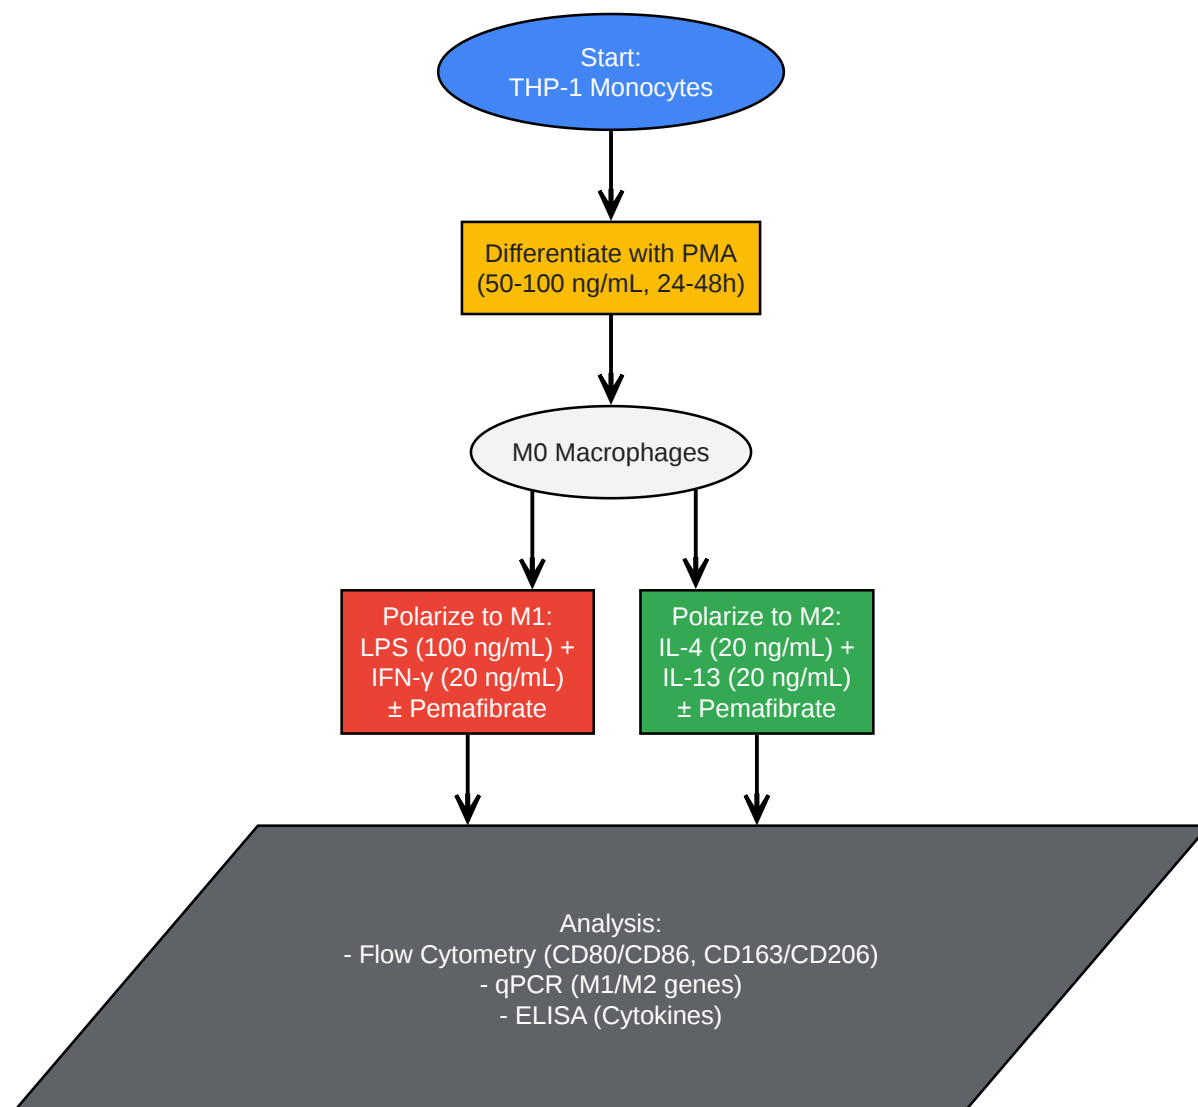 Start:
THP-1 Monocytes
Differentiate with PMA
(50-100 ng/mL, 24-48h)
M0 Macrophages
Polarize to M1:
LPS (100 ng/mL) +
IFN-γ (20 ng/mL)
± Pemafibrate
Polarize to M2:
IL-4 (20 ng/mL) +
IL-13 (20 ng/mL)
± Pemafibrate
Analysis:
- Flow Cytometry (CD80/CD86, CD163/CD206)
- qPCR (M1/M2 genes)
- ELISA (Cytokines)